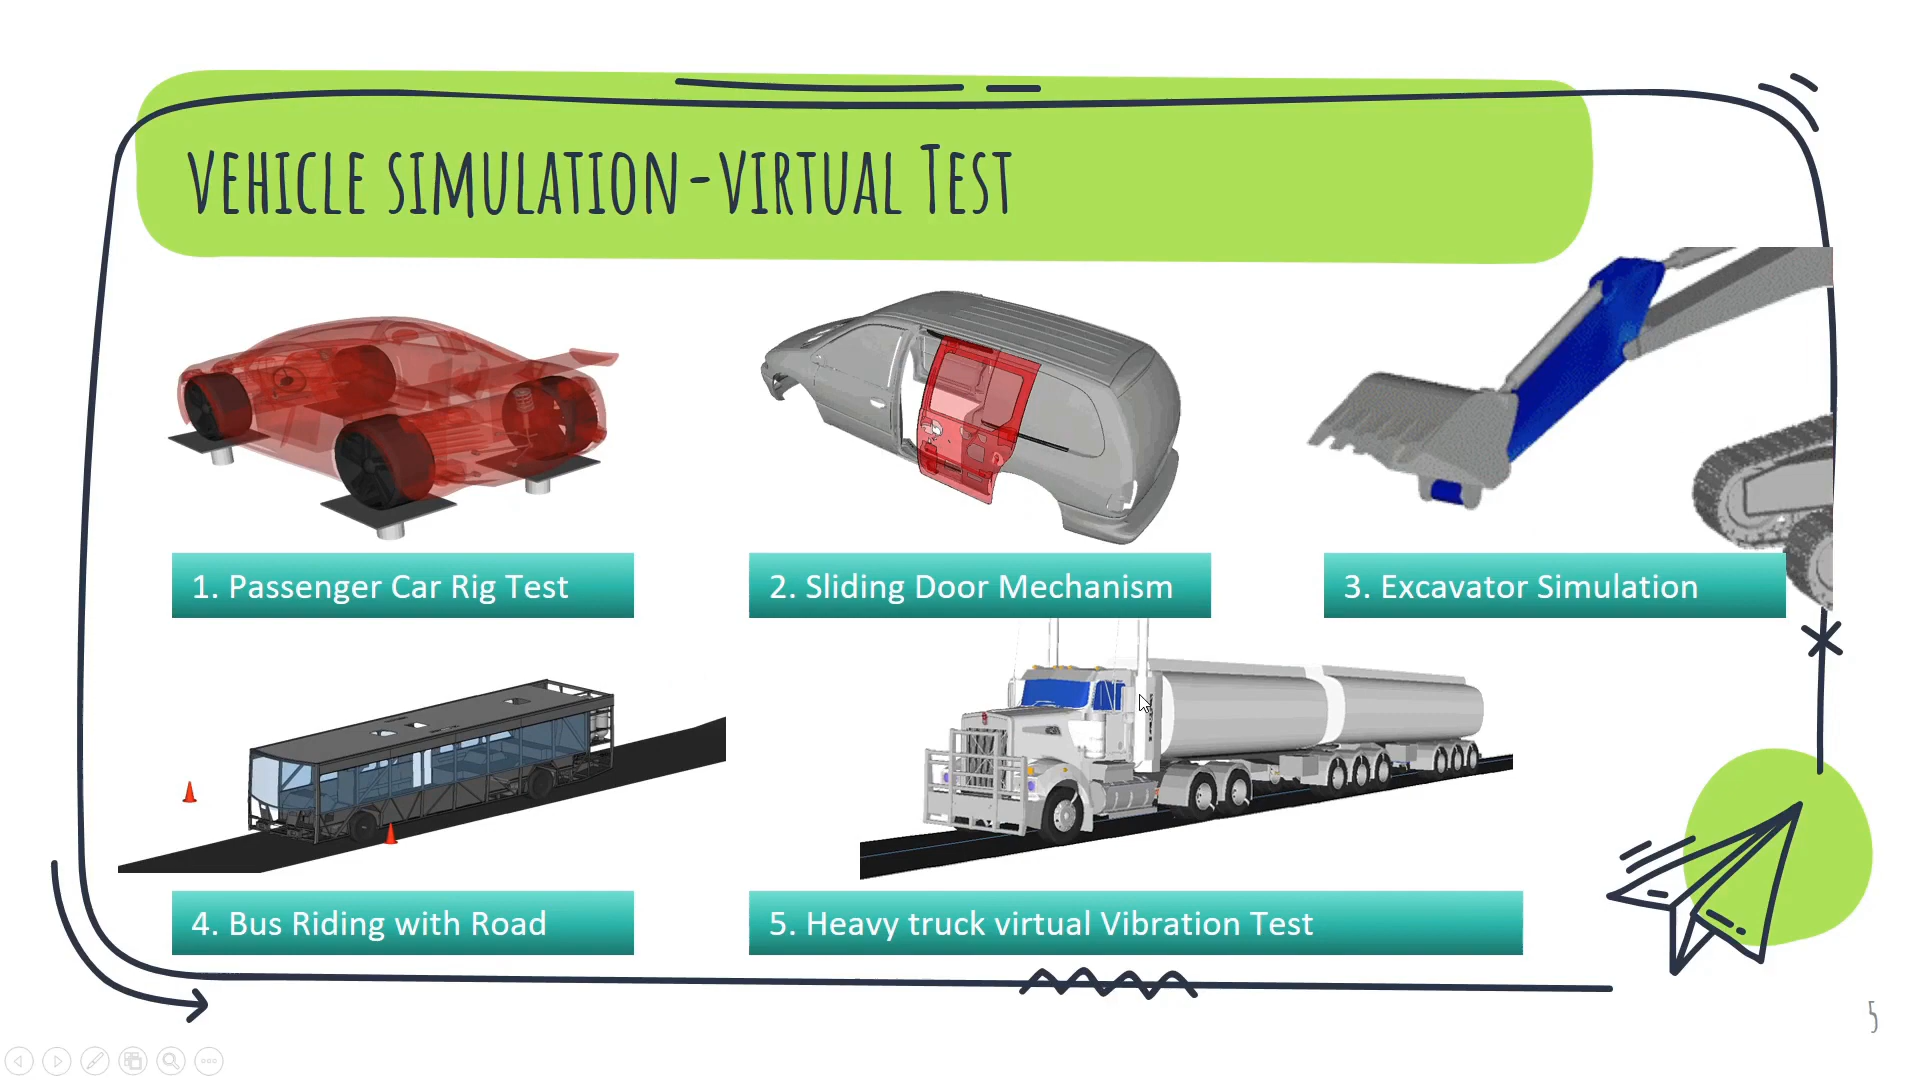 VEHICLE SIMULATION-VIRTUAL TEST
1. Passenger Car Rig Test
2. Sliding Door Mechanism
3. Excavator Simulation
4. Bus Riding with Road
5. Heavy truck virtual Vibration Test
5